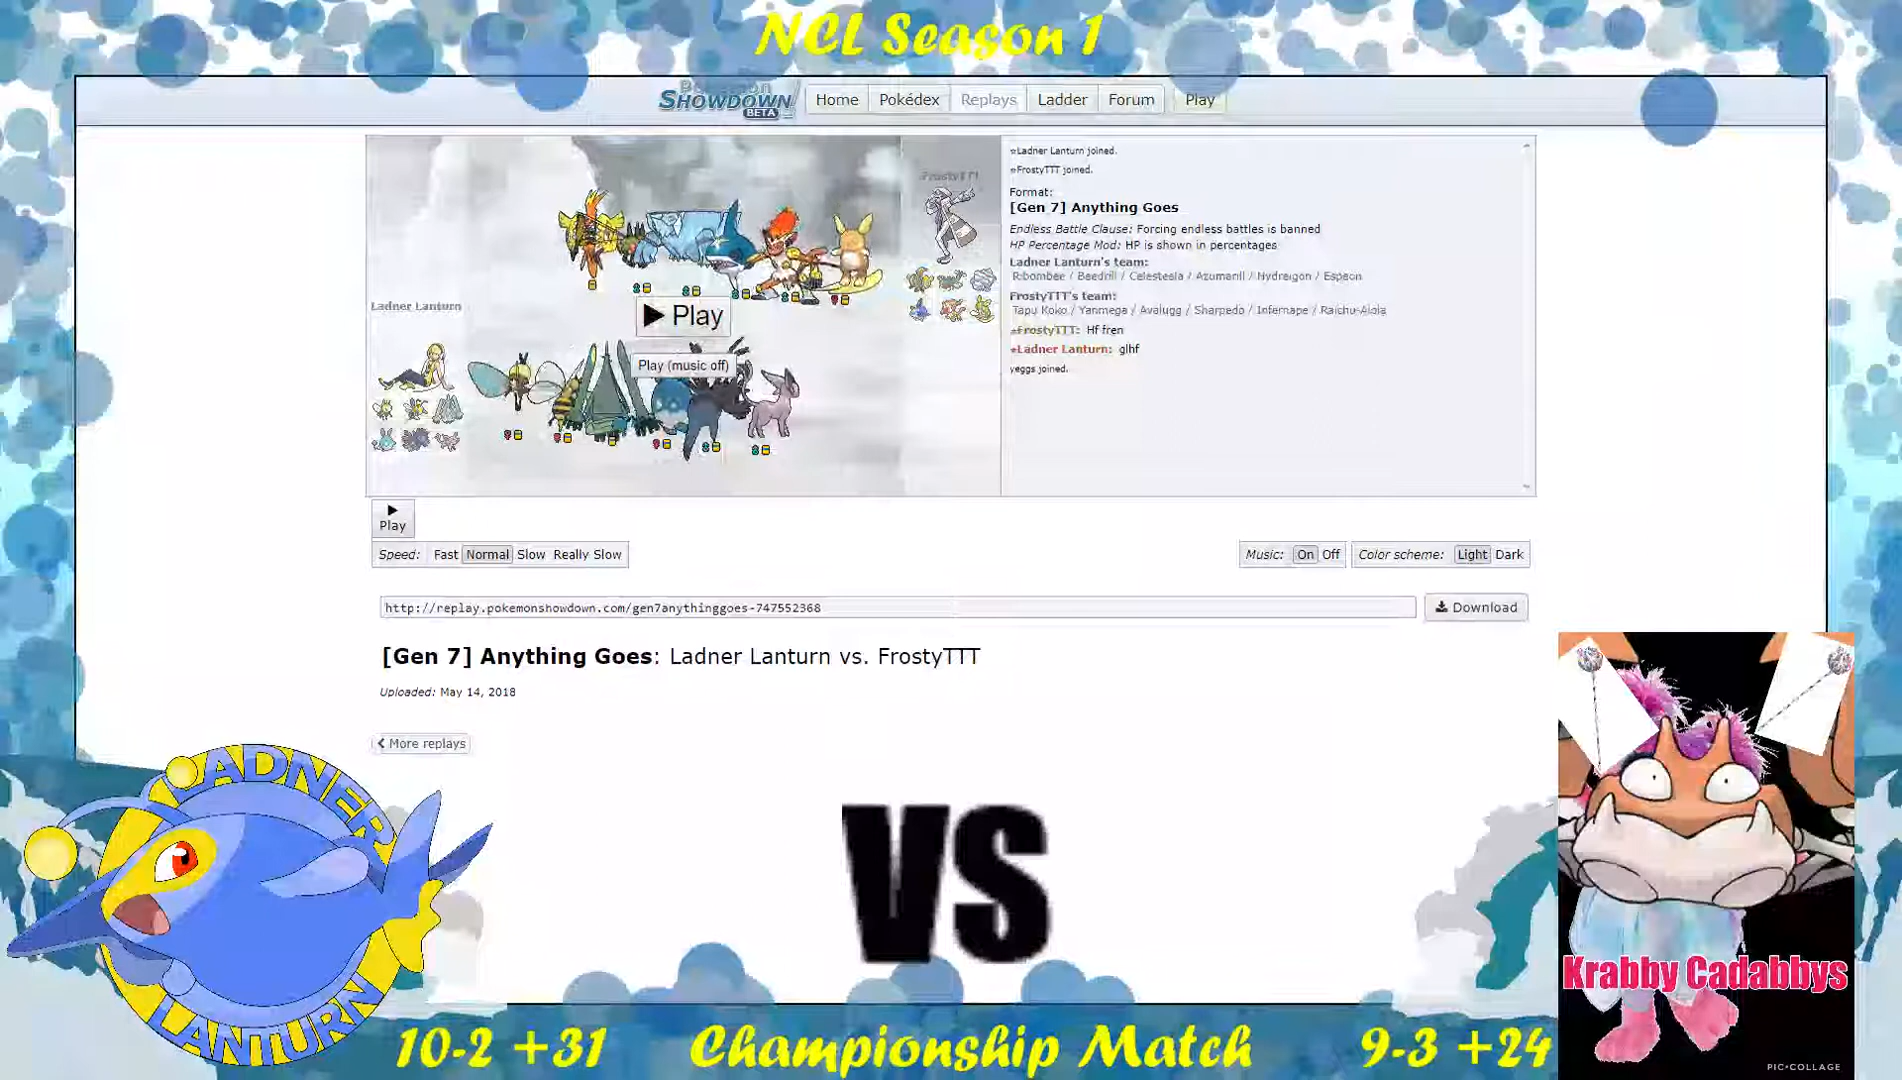 NCL Season 1
Pokémon
SHOWDOWN!
BETA
Home
Pokédex
Replays
Ladder
Forum
Play
☆Ladner Lanturn joined.
☆FrostyTTT joined.
Format:
[Gen 7] Anything Goes
Endless Battle Clause: Forcing endless battles is banned
HP Percentage Mod: HP is shown in percentages
Ladner Lanturn's team:
Ribombee / Beedrill / Celesteela / Azumarill / Hydreigon / Espeon
FrostyTTT's team:
Tapu Koko / Yanmega / Avalugg / Sharpedo / Infernape / Raichu-Alola
☆FrostyTTT: Hf fren
☆Ladner Lanturn: glhf
yeggs joined.
FrostyTTT
Ladner Lanturn
▶ Play
Play (music off)
▶
Play
Speed: Fast Normal Slow Really Slow
Music: On Off
Color scheme: Light Dark
http://replay.pokemonshowdown.com/gen7anythinggoes-747552368
Download
[Gen 7] Anything Goes: Ladner Lanturn vs. FrostyTTT
Uploaded: May 14, 2018
More replays
LADNER
LANTURN
VS
Krabby Cadabbys
PIC•COLLAGE
10-2 +31
Championship Match
9-3 +24